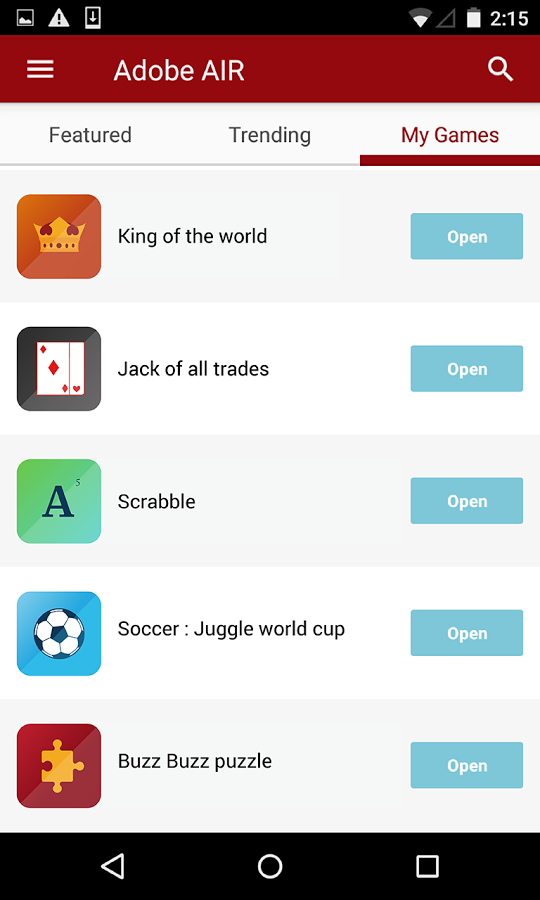 2:15
Adobe AIR
Featured Trending My Games
King of the world Open
Jack of all trades Open
A 5
Scrabble Open
Soccer : Juggle world cup Open
Buzz Buzz puzzle Open